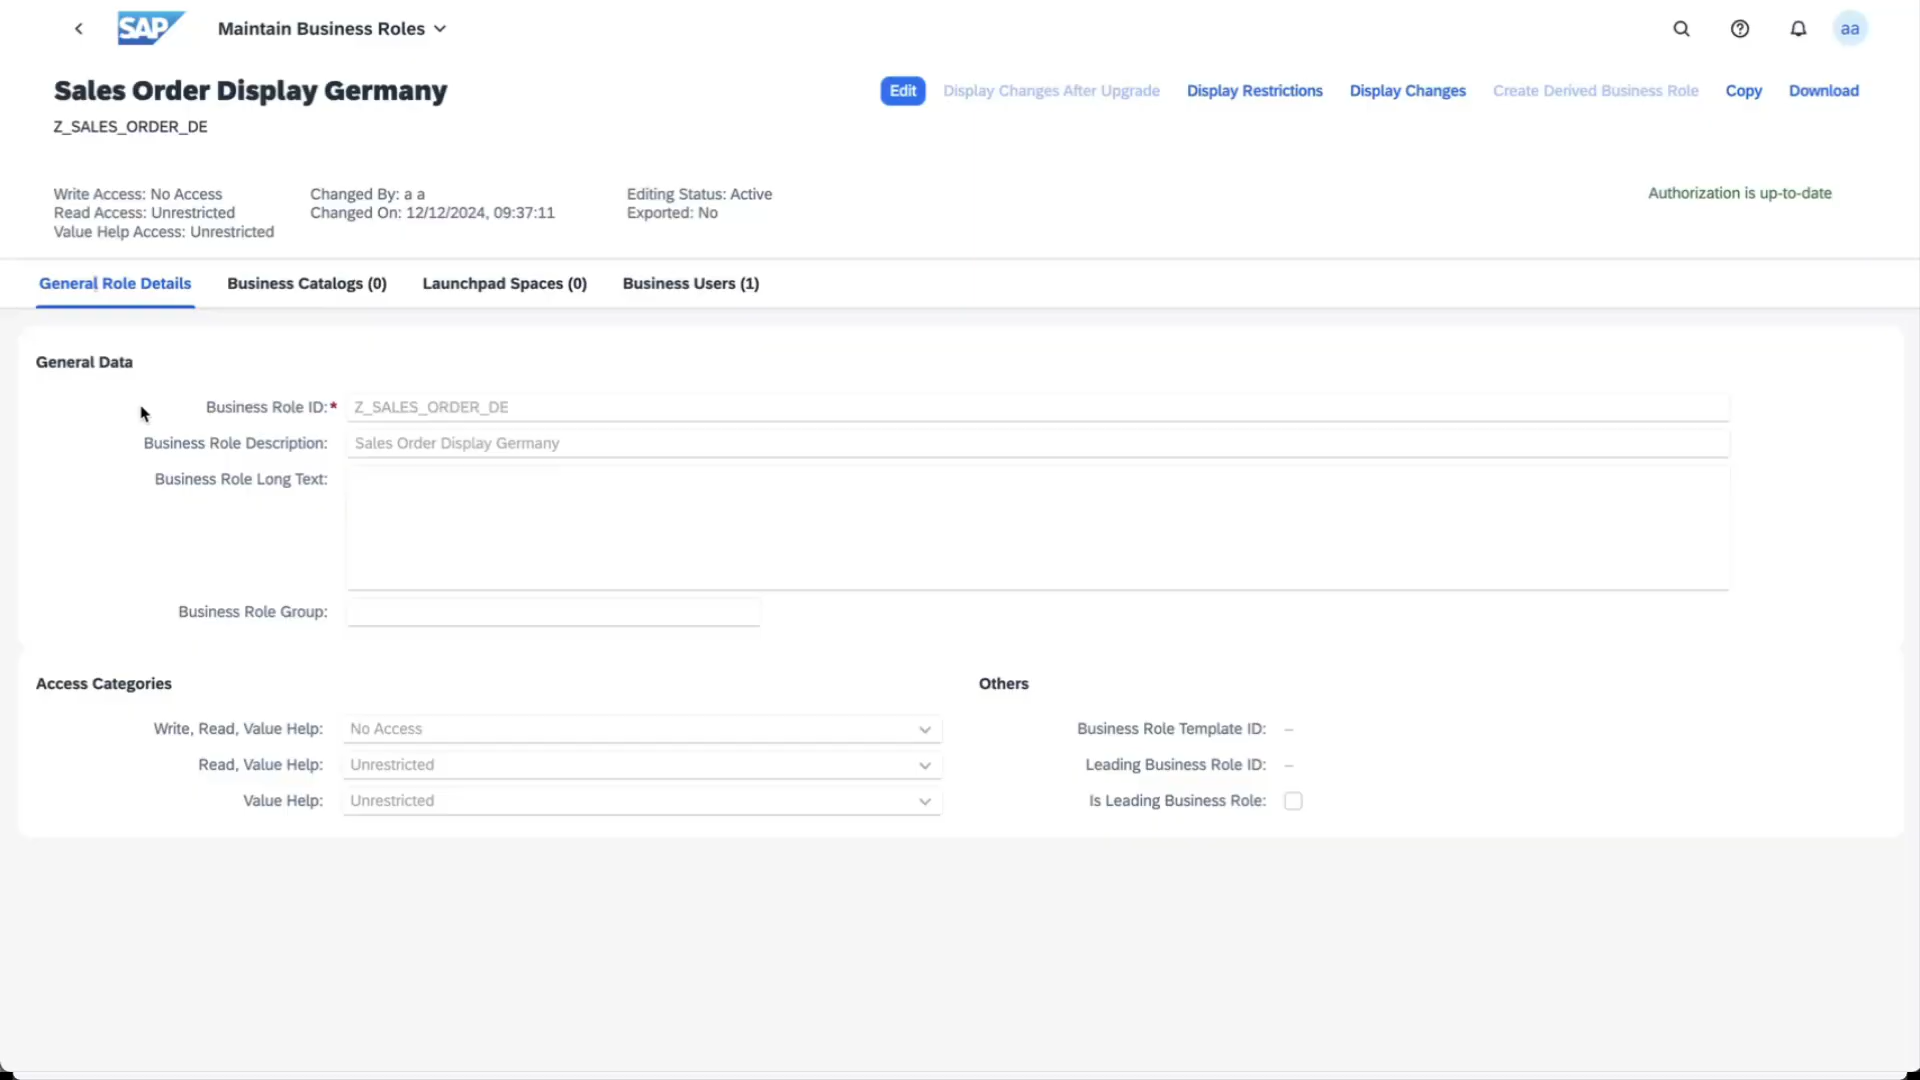 SAP Maintain Business Roles aa
Sales Order Display Germany
Edit Display Changes After Upgrade Display Restrictions Display Changes Create Derived Business Role Copy Download
Z_SALES_ORDER_DE
Write Access: No Access Changed By: a a Editing Status: Active Authorization is up-to-date
Read Access: Unrestricted Changed On: 12/12/2024, 09:37:11 Exported: No
Value Help Access: Unrestricted
General Role Details Business Catalogs (0) Launchpad Spaces (0) Business Users (1)
General Data
Business Role ID:* Z_SALES_ORDER_DE
Business Role Description: Sales Order Display Germany
Business Role Long Text:
Business Role Group:
Access Categories
Write, Read, Value Help: No Access
Read, Value Help: Unrestricted
Value Help: Unrestricted
Others
Business Role Template ID: –
Leading Business Role ID: –
Is Leading Business Role: